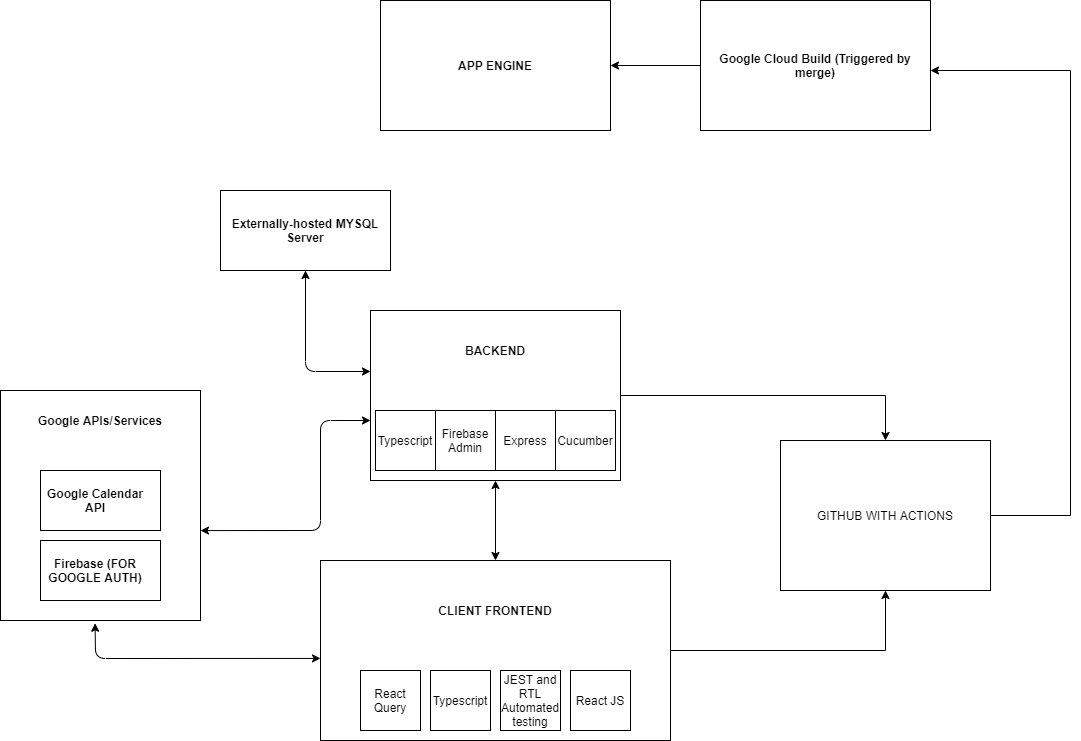 APP ENGINE
Google Cloud Build (Triggered by
merge)
Externally-hosted MYSQL
Server
BACKEND
Typescript
Firebase
Admin
Express
Cucumber
Google APIs/Services
Google Calendar
API
Firebase (FOR
GOOGLE AUTH)
GITHUB WITH ACTIONS
CLIENT FRONTEND
React
Query
Typescript
JEST and
RTL
Automated
testing
React JS